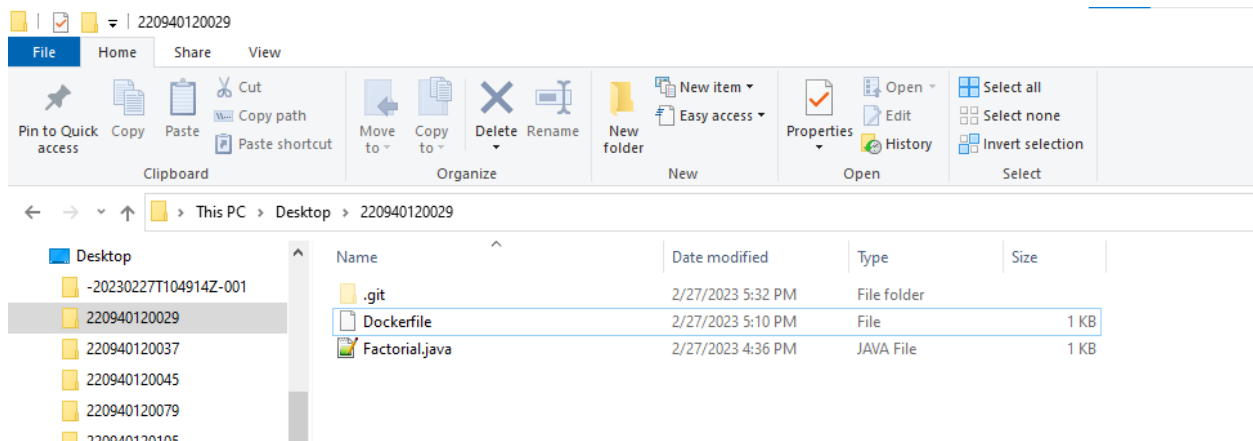 220940120029
File Home Share View
Pin to Quick access
Copy
Paste
Cut
Copy path
Paste shortcut
Clipboard
Move to
Copy to
Delete
Rename
Organize
New folder
New item
Easy access
New
Properties
Open
Edit
History
Open
Select all
Select none
Invert selection
Select
This PC > Desktop > 220940120029
Desktop
-20230227T104914Z-001
220940120029
220940120037
220940120045
220940120079
220940120105
Name Date modified Type Size
.git 2/27/2023 5:32 PM File folder
Dockerfile 2/27/2023 5:10 PM File 1 KB
Factorial.java 2/27/2023 4:36 PM JAVA File 1 KB